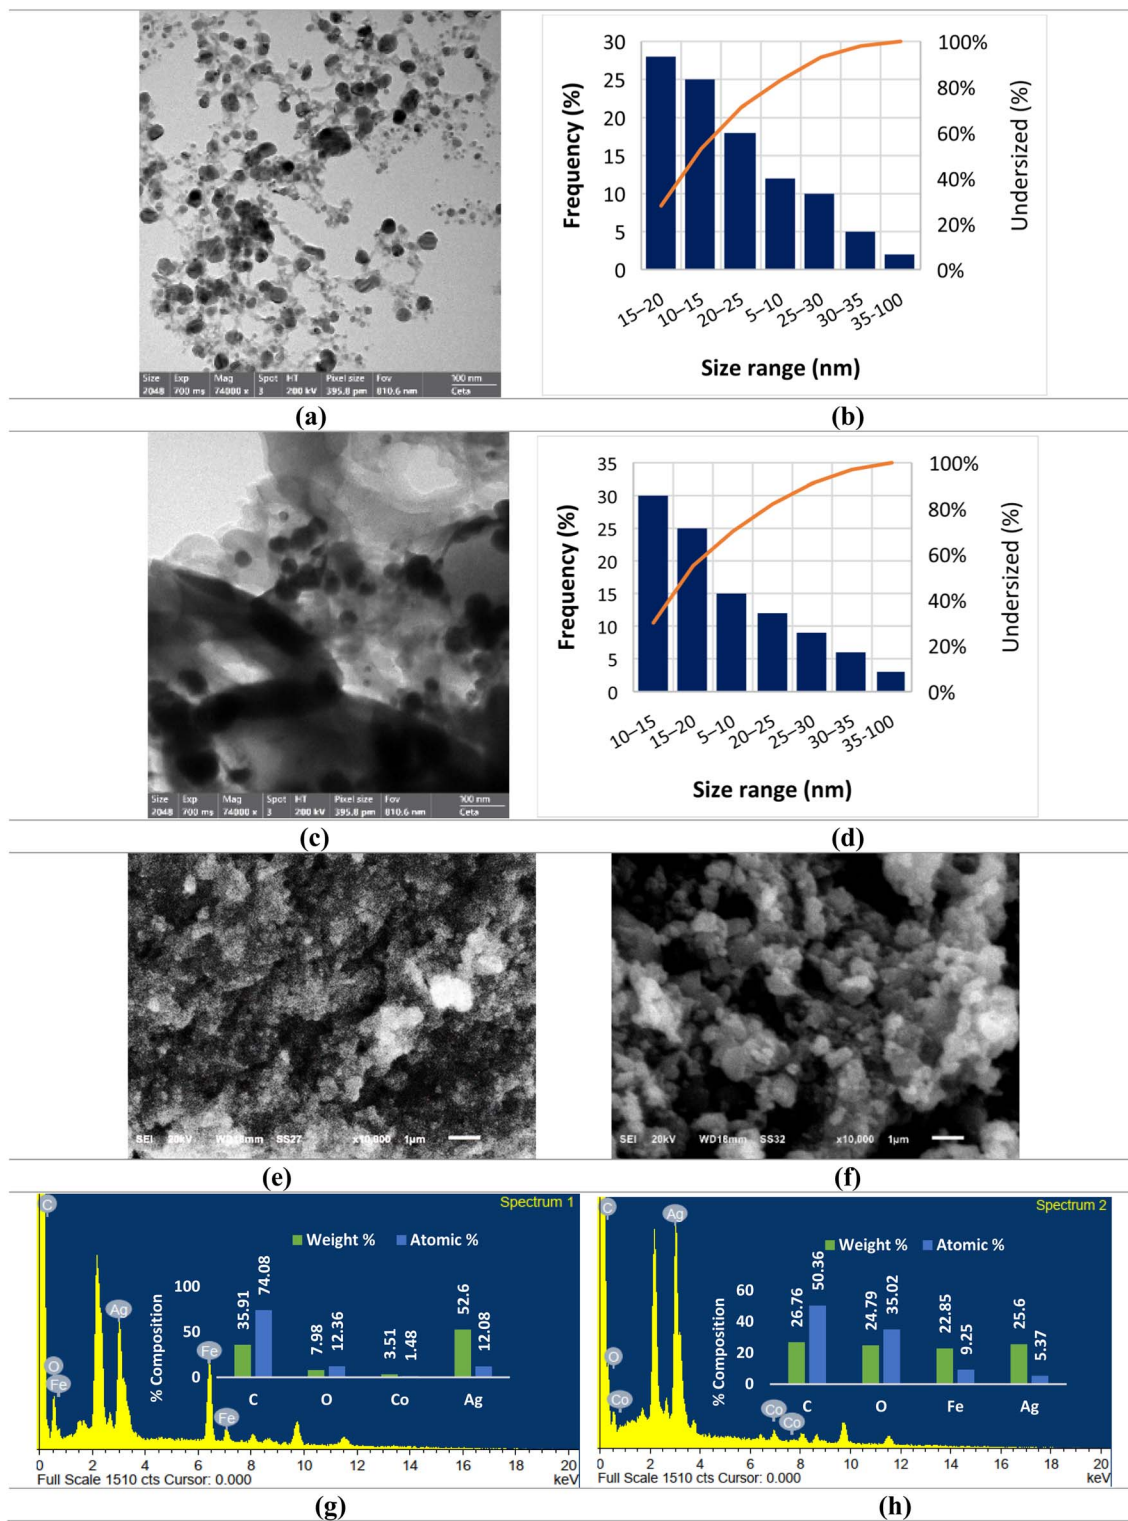 30
25
20
15
10
5
0
Frequency (%)
100%
80%
60%
40%
20%
0%
Undersized (%)
15–20
10–15
20–25
5–10
25–30
30–35
35-100
Size range (nm)
Size Exp Mag Spot HT Pixel size Fov 100 nm
2048 700 ms 74000 x 3 200 kV 395.8 pm 810.6 nm Ceta
(a) (b)
35
30
25
20
15
10
5
0
Frequency (%)
100%
80%
60%
40%
20%
0%
Undersized (%)
10–15
15–20
5–10
20–25
25–30
30–35
35-100
Size range (nm)
Size Exp Mag Spot HT Pixel size Fov 100 nm
2048 700 ms 74000 x 3 200 kV 395.8 pm 810.6 nm Ceta
(c) (d)
SEI 20kV WD16mm SS27 x10,000 1µm
SEI 20kV WD16mm SS32 x10,000 1µm
(e) (f)
Spectrum 1
C
O
Fe
Ag
Fe
Fe
Weight % Atomic %
% Composition
100
50
0
35.91 74.08 7.98 12.36 3.51 1.48 52.6 12.08
C O Co Ag
0 2 4 6 8 10 12 14 16 18 20
Full Scale 1510 cts Cursor: 0.000 keV
Spectrum 2
C
O
Co
Ag
Co
Co
Weight % Atomic %
% Composition
60
40
20
0
26.76 50.36 24.79 35.02 22.85 9.25 25.6 5.37
C O Fe Ag
0 2 4 6 8 10 12 14 16 18 20
Full Scale 1510 cts Cursor: 0.000 keV
(g) (h)